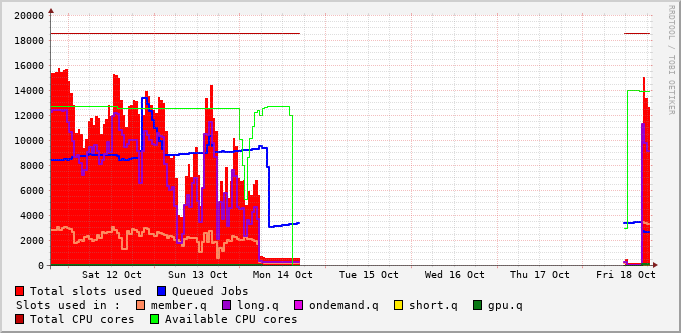 20000
18000
16000
14000
12000
10000
8000
6000
4000
2000
0
Sat 12 Oct Sun 13 Oct Mon 14 Oct Tue 15 Oct Wed 16 Oct Thu 17 Oct Fri 18 Oct
Total slots used Queued Jobs
Slots used in : member.q long.q ondemand.q short.q gpu.q
Total CPU cores Available CPU cores
RRDTOOL / TOBI OETIKER